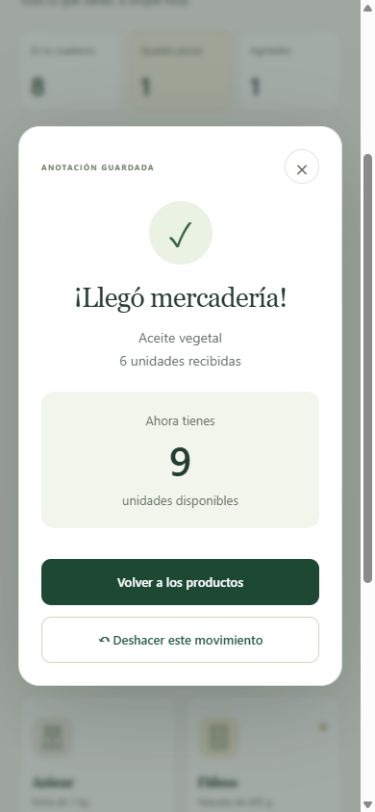 8
1
1
ANOTACIÓN GUARDADA
¡Llegó mercadería!
Aceite vegetal
6 unidades recibidas
Ahora tienes
9
unidades disponibles
Volver a los productos
Deshacer este movimiento
Azúcar
Fideos